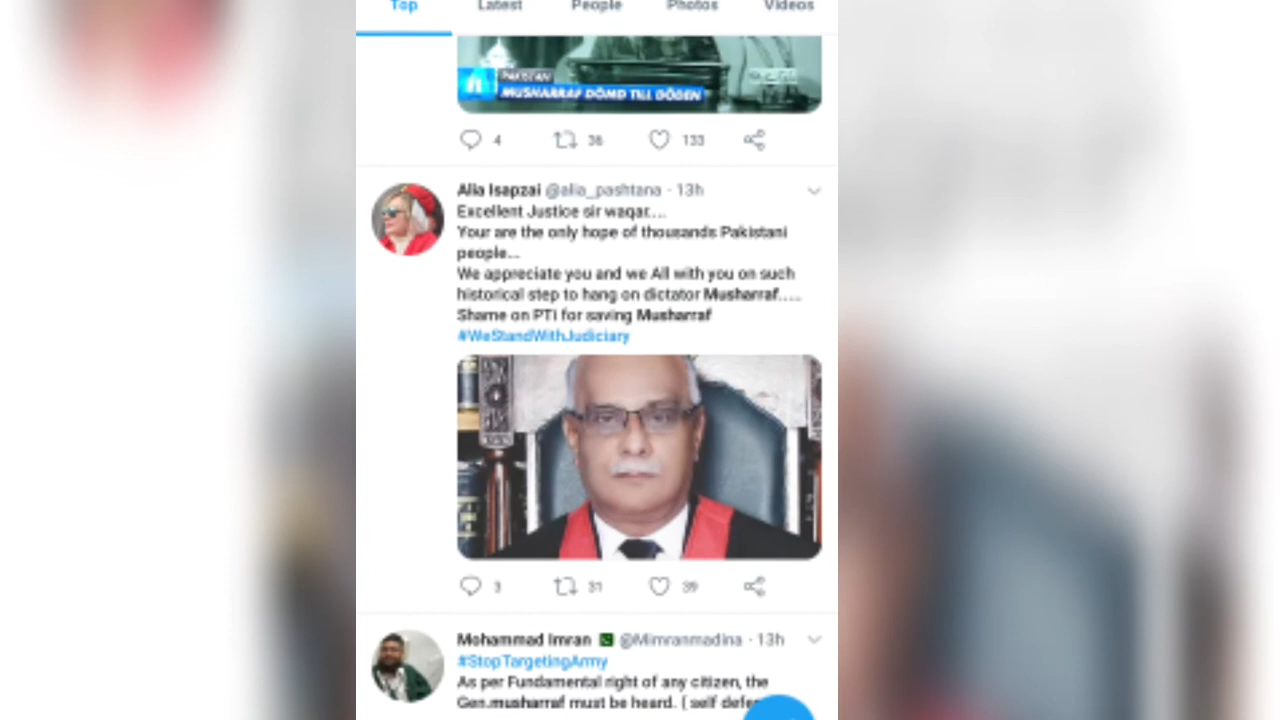 Top Latest People Photos Videos
PAKISTAN
MUSHARRAF DÖMD TILL DÖDEN
4 36 133
Alia Isapzai @alia_pashtana · 13h
Excellent Justice sir waqar....
Your are the only hope of thousands Pakistani
people...
We appreciate you and we All with you on such
historical step to hang on dictator Musharraf.....
Shame on PTI for saving Musharraf
#WeStandWithJudiciary
3 31 39
Mohammad Imran @Mimranmadina · 13h
#StopTargetingArmy
As per Fundamental right of any citizen, the
Gen.musharraf must be heard. ( self